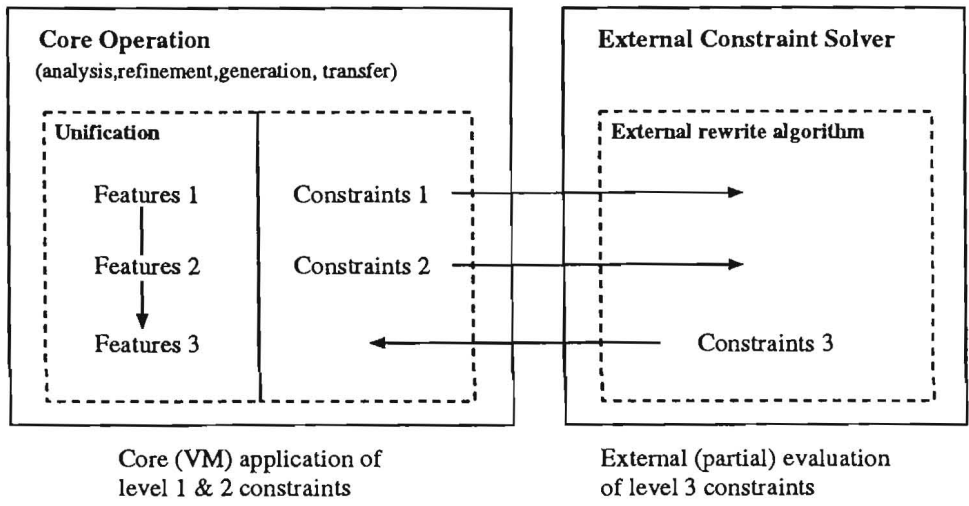 Core Operation
(analysis,refinement,generation, transfer)
Unification
Features 1
Features 2
Features 3
Constraints 1
Constraints 2
External Constraint Solver
External rewrite algorithm
Constraints 3
Core (VM) application of
level 1 & 2 constraints
External (partial) evaluation
of level 3 constraints